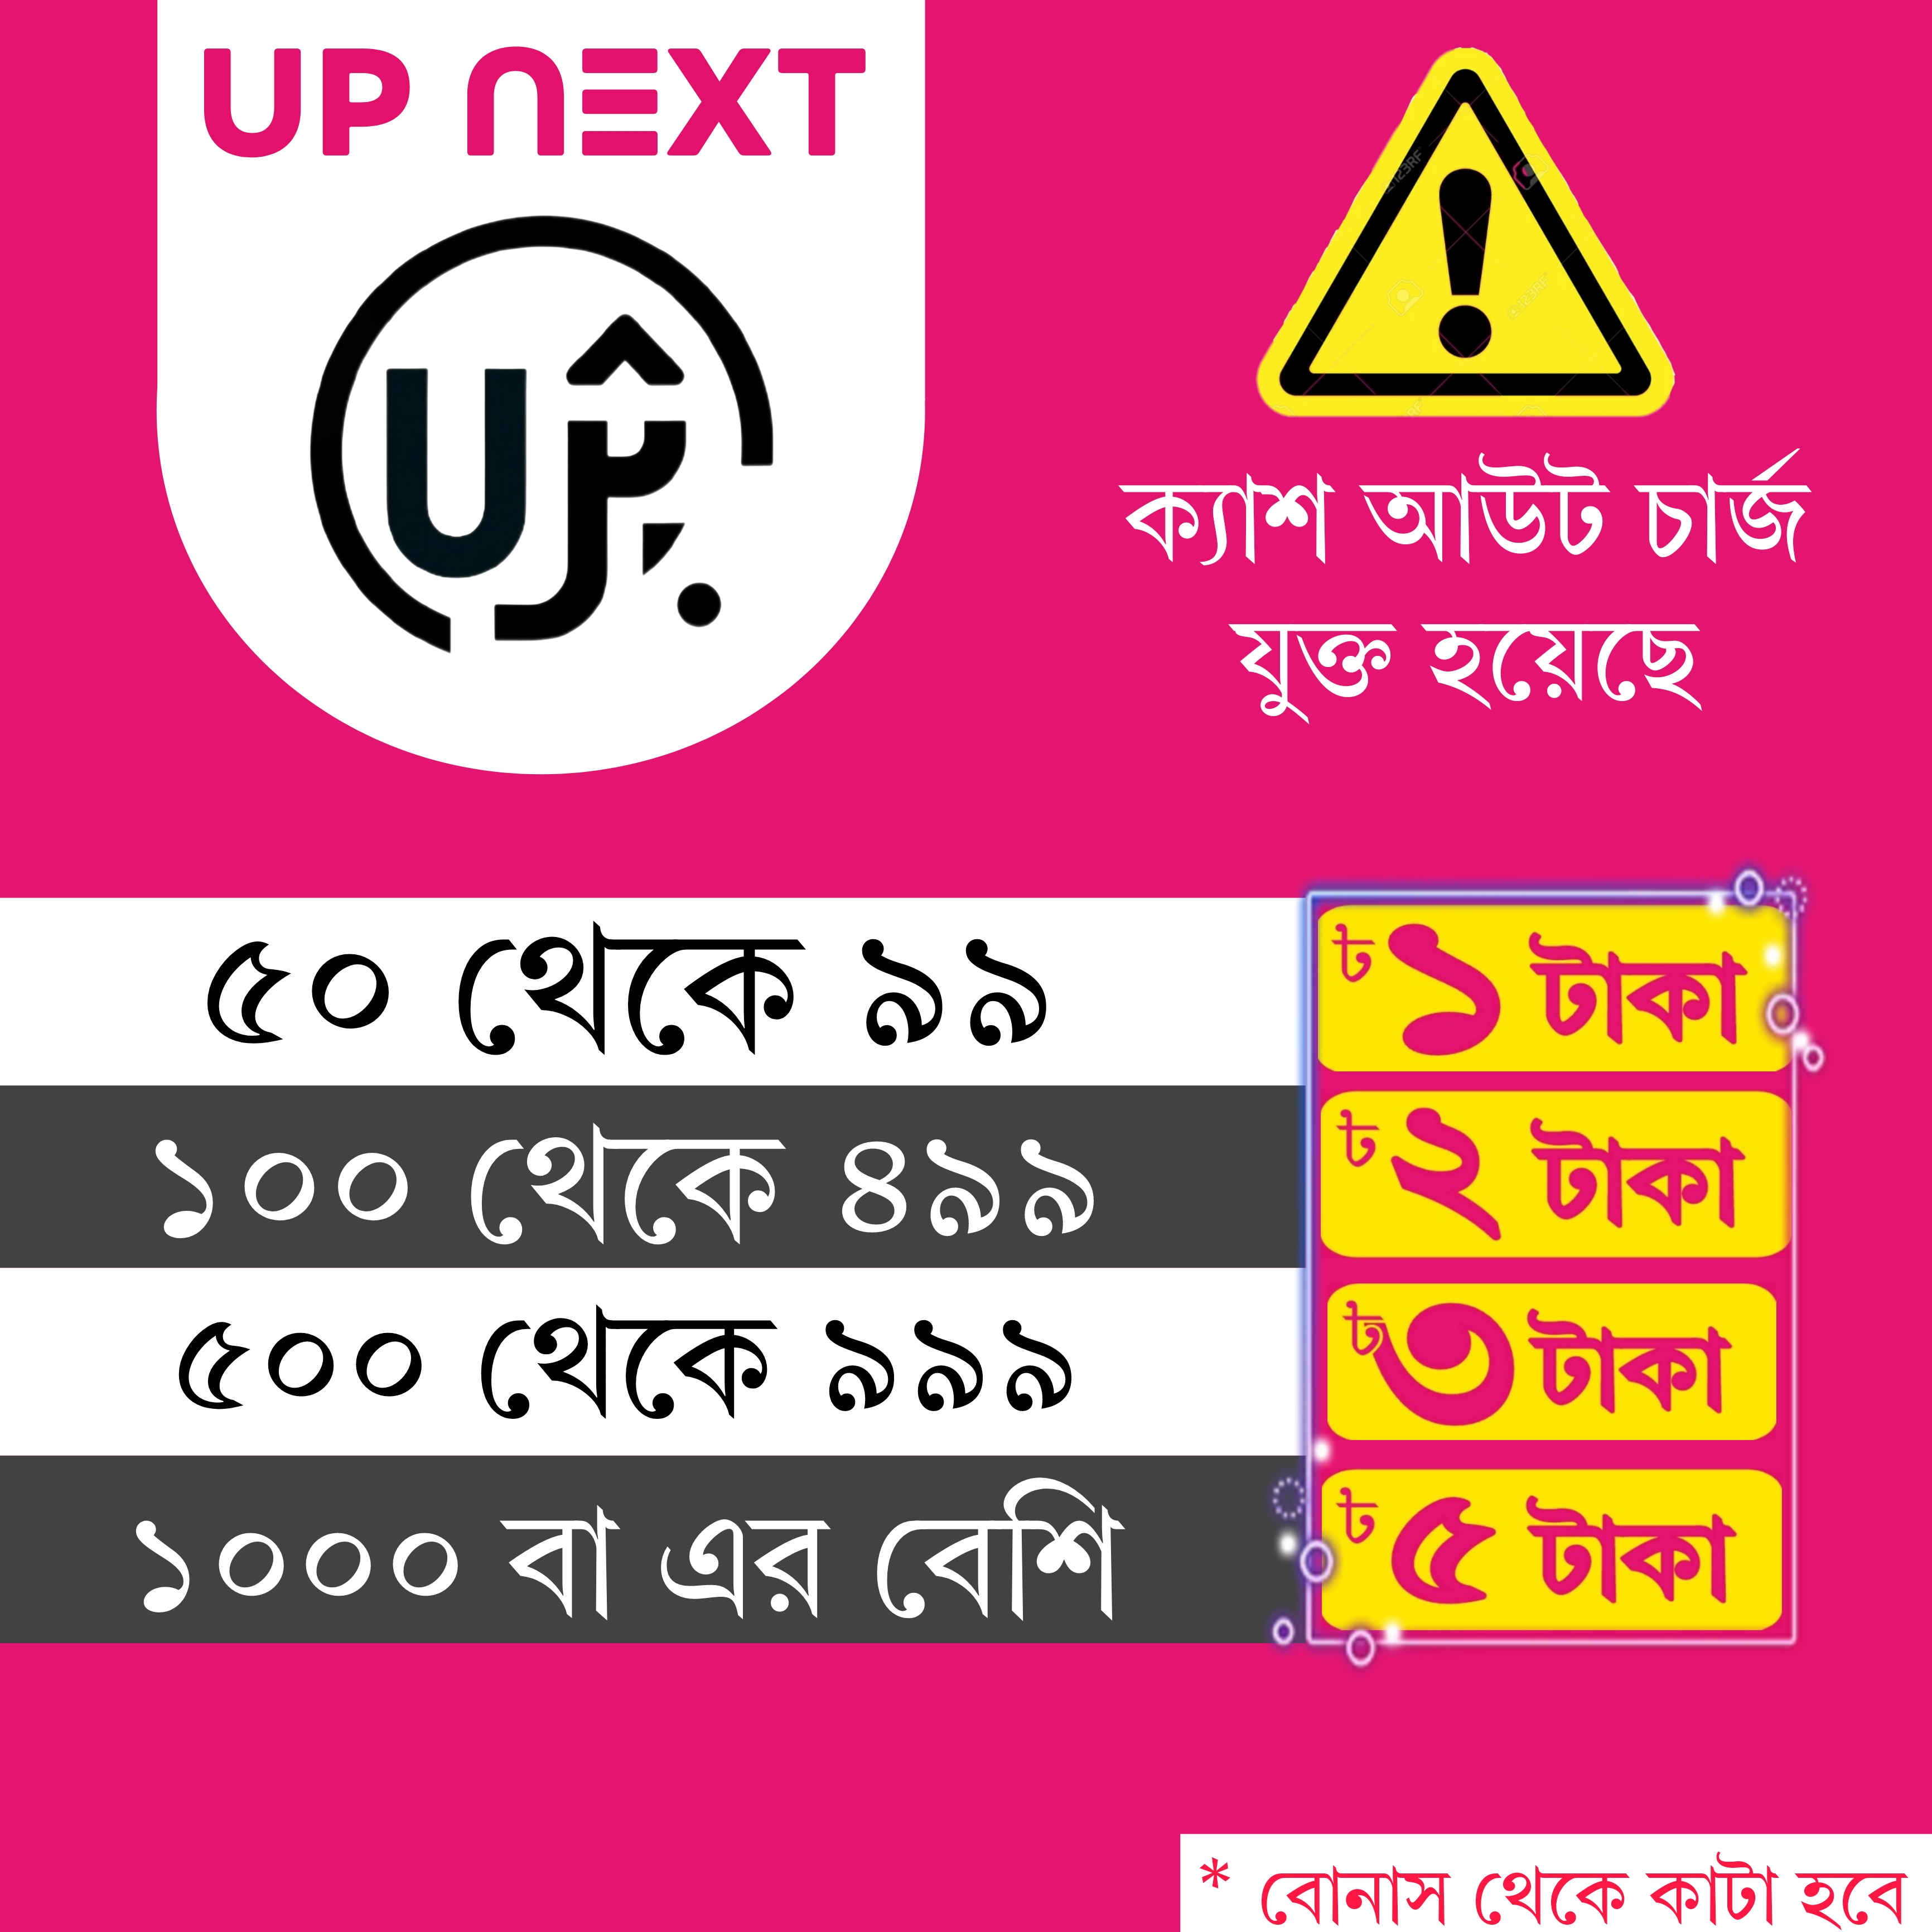 UP NEXT
UP
ক্যাশ আউট চার্জ
যুক্ত হয়েছে
৫০ থেকে ৯৯
৳ ১ টাকা
১০০ থেকে ৪৯৯
৳ ২ টাকা
৫০০ থেকে ৯৯৯
৳ ৩ টাকা
১০০০ বা এর বেশি
৳ ৫ টাকা
* বোনাস থেকে কাটা হবে